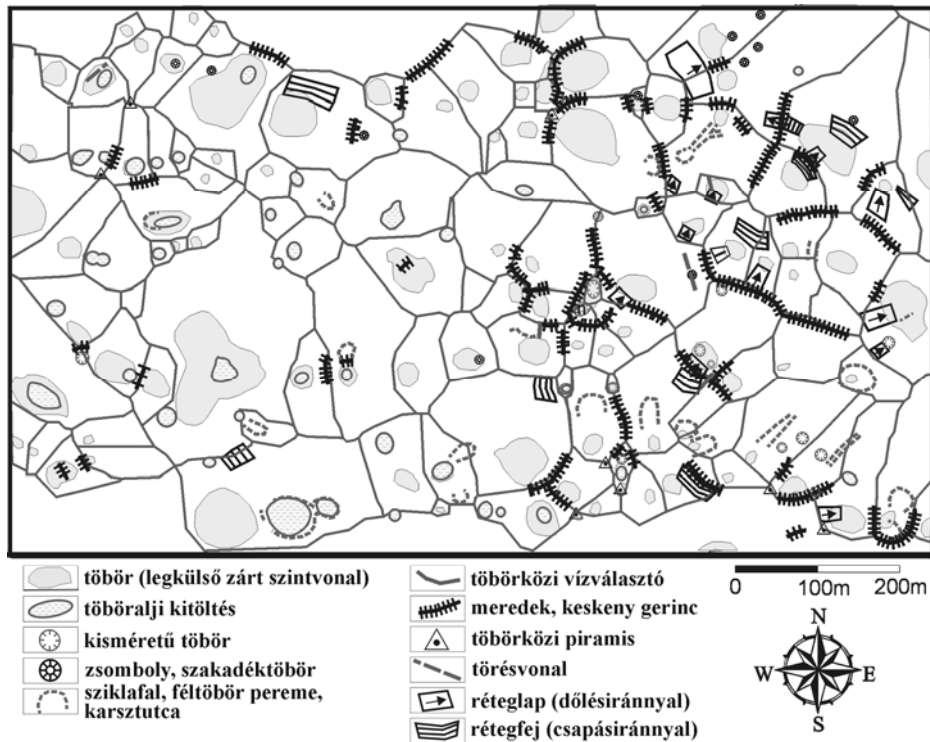 töbör (legkülső zárt szintvonal)
töböralji kitöltés
kisméretű töbör
zsomboly, szakadéktöbör
sziklafal, féltöbör pereme,
karsztutca
töbörközi vízválasztó
meredek, keskeny gerinc
töbörközi piramis
törésvonal
réteglap (dőlésiránnyal)
rétegfej (csapásiránnyal)
0 100m 200m
N
W E
S